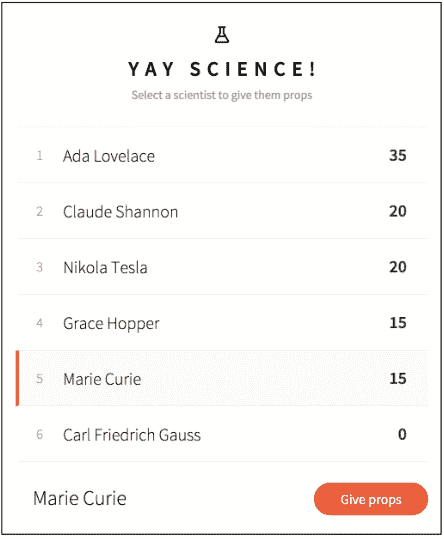 YAY SCIENCE!
Select a scientist to give them props
1 Ada Lovelace 35
2 Claude Shannon 20
3 Nikola Tesla 20
4 Grace Hopper 15
5 Marie Curie 15
6 Carl Friedrich Gauss 0
Marie Curie Give props